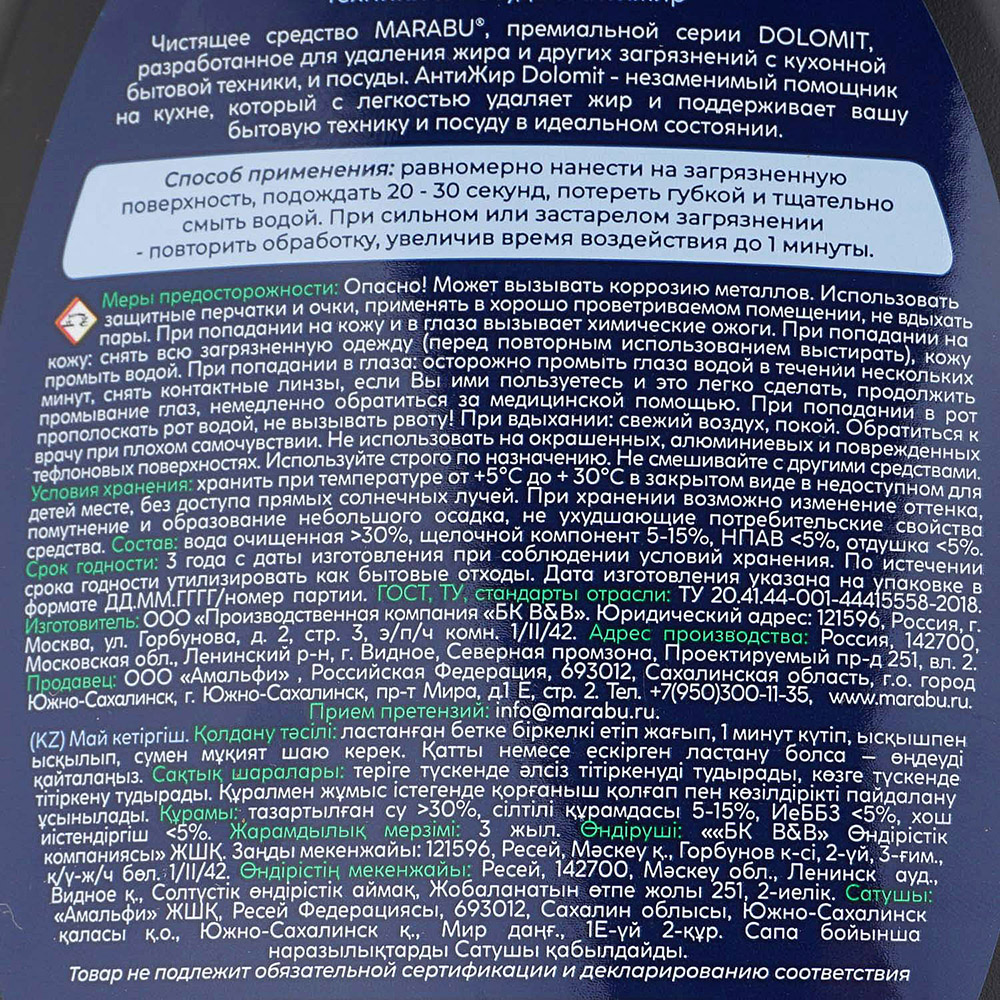 Чистящее средство MARABU®, премиальной серии DOLOMIT,
разработанное для удаления жира и других загрязнений с кухонной
бытовой техники, и посуды. АнтиЖир Dolomit - незаменимый помощник
на кухне, который с легкостью удаляет жир и поддерживает вашу
бытовую технику и посуду в идеальном состоянии.
Способ применения: равномерно нанести на загрязненную
поверхность, подождать 20 - 30 секунд, потереть губкой и тщательно
смыть водой. При сильном или застарелом загрязнении
- повторить обработку, увеличив время воздействия до 1 минуты.
Меры предосторожности: Опасно! Может вызывать коррозию металлов. Использовать
защитные перчатки и очки, применять в хорошо проветриваемом помещении, не вдыхать
пары. При попадании на кожу и в глаза вызывает химические ожоги. При попадании на
кожу: снять всю загрязненную одежду (перед повторным использованием выстирать), кожу
промыть водой. При попадании в глаза: осторожно промыть глаза водой в течении нескольких
минут, снять контактные линзы, если Вы ими пользуетесь и это легко сделать, продолжить
промывание глаз, немедленно обратиться за медицинской помощью. При попадании в рот
прополоскать рот водой, не вызывать рвоту! При вдыхании: свежий воздух, покой. Обратиться к
врачу при плохом самочувствии. Не использовать на окрашенных, алюминиевых и поврежденных
тефлоновых поверхностях. Используйте строго по назначению. Не смешивайте с другими средствами.
Условия хранения: хранить при температуре от +5°С до + 30°С в закрытом виде в недоступном для
детей месте, без доступа прямых солнечных лучей. При хранении возможно изменение оттенка,
помутнение и образование небольшого осадка, не ухудшающие потребительские свойства
средства. Состав: вода очищенная >30%, щелочной компонент 5-15%, НПАВ <5%, отдушка <5%.
Срок годности: 3 года с даты изготовления при соблюдении условий хранения. По истечении
срока годности утилизировать как бытовые отходы. Дата изготовления указана на упаковке в
формате ДД.ММ.ГГГГ/номер партии. ГОСТ, ТУ, стандарты отрасли: ТУ 20.41.44-001-44415558-2018.
Изготовитель: ООО «Производственная компания «БК В&В». Юридический адрес: 121596, Россия, г.
Москва, ул. Горбунова, д. 2, стр. 3, э/п/ч комн. 1/II/42. Адрес производства: Россия, 142700,
Московская обл., Ленинский р-н, г. Видное, Северная промзона, Проектируемый пр-д 251, вл. 2.
Продавец: ООО «Амальфи» , Российская Федерация, 693012, Сахалинская область, г.о. город
Южно-Сахалинск, г. Южно-Сахалинск, пр-т Мира, д.1 Е, стр. 2. Тел. +7(950)300-11-35, www.marabu.ru.
Прием претензий: info@marabu.ru.
(KZ) Май кетіргіш. Қолдану тәсілі: ластанған бетке біркелкі етіп жағып, 1 минут күтіп, ысқышпен
ысқылып, сумен мұқият шаю керек. Қатты немесе ескірген ластану болса – өңдеуді
қайталаңыз. Сақтық шаралары: теріге түскенде әлсіз тітіркенуді тудырады, көзге түскенде
тітіркену тудырады. Құралмен жұмыс істегенде қорғаныш қолғап пен көзілдірікті пайдалану
ұсынылады. Құрамы: тазартылған су >30%, сілтілі құрамдасы 5-15%, ИеББЗ <5%, хош
иістендіргіш <5%. Жарамдылық мерзімі: 3 жыл. Өндіруші: ««БК В&В» Өндірістік
компаниясы» ЖШҚ. Заңды мекенжайы: 121596, Ресей, Мәскеу қ., Горбунов к-сі, 2-үй, 3-ғим.,
қ/ү-ж/ч бөл. 1/II/42. Өндірістің мекенжайы: Ресей, 142700, Мәскеу обл., Ленинск ауд.,
Видное қ., Солтүстік өндірістік аймақ, Жобаланатын өтпе жолы 251, 2-иелік. Сатушы:
«Амальфи» ЖШҚ, Ресей Федерациясы, 693012, Сахалин облысы, Южно-Сахалинск
қаласы қ.о., Южно-Сахалинск қ., Мир даңғ., 1Е-үй 2-құр. Сапа бойынша
наразылықтарды Сатушы қабылдайды.
Товар не подлежит обязательной сертификации и декларированию соответствия